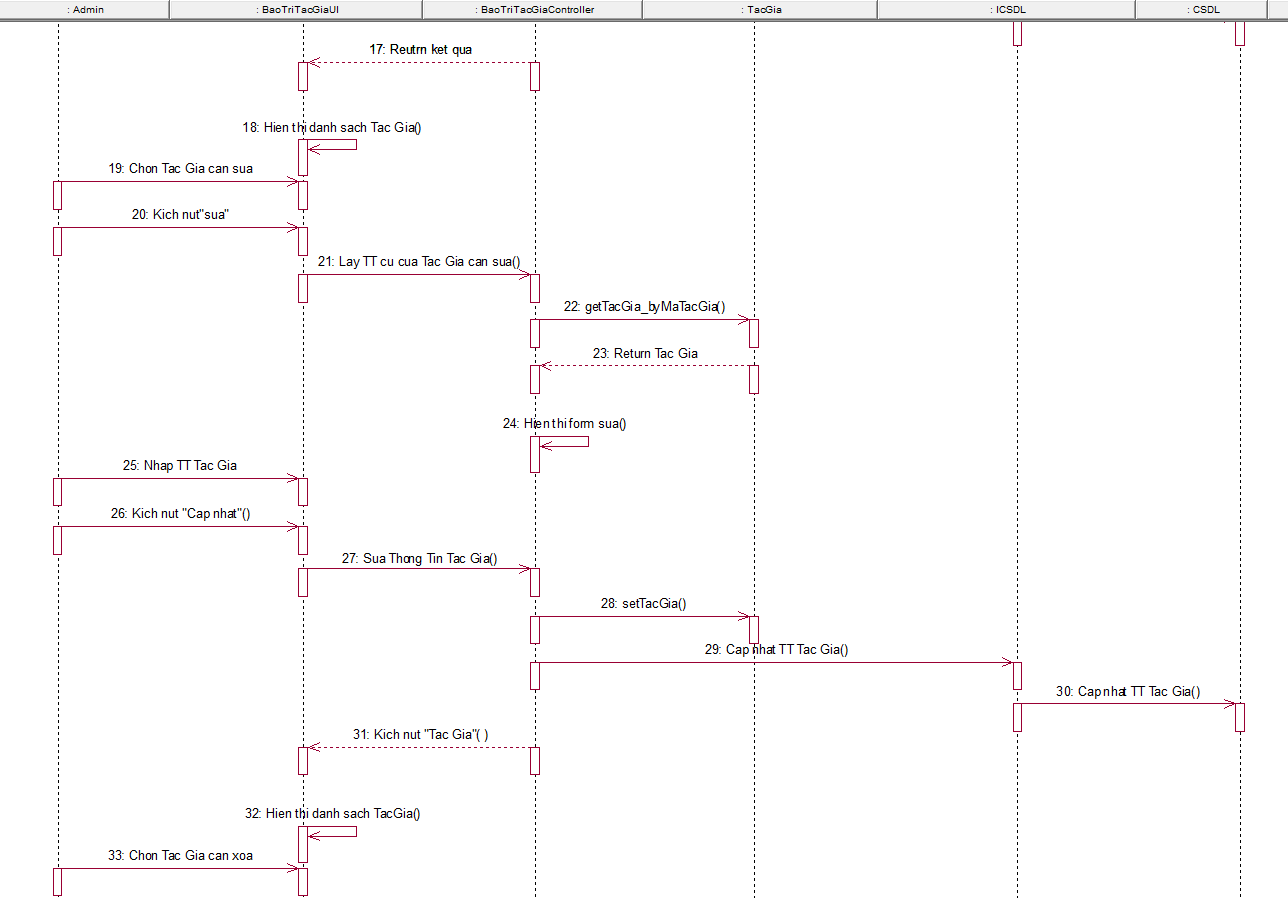 : Admin
: BaoTriTacGiaUI
: BaoTriTacGiaController
: TacGia
: ICSDL
: CSDL
17: Reutrn ket qua
18: Hien thi danh sach Tac Gia()
19: Chon Tac Gia can sua
20: Kich nut"sua"
21: Lay TT cu cua Tac Gia can sua()
22: getTacGia_byMaTacGia()
23: Return Tac Gia
24: Hien thi form sua()
25: Nhap TT Tac Gia
26: Kich nut "Cap nhat"()
27: Sua Thong Tin Tac Gia()
28: setTacGia()
29: Cap nhat TT Tac Gia()
30: Cap nhat TT Tac Gia()
31: Kich nut "Tac Gia"( )
32: Hien thi danh sach TacGia()
33: Chon Tac Gia can xoa